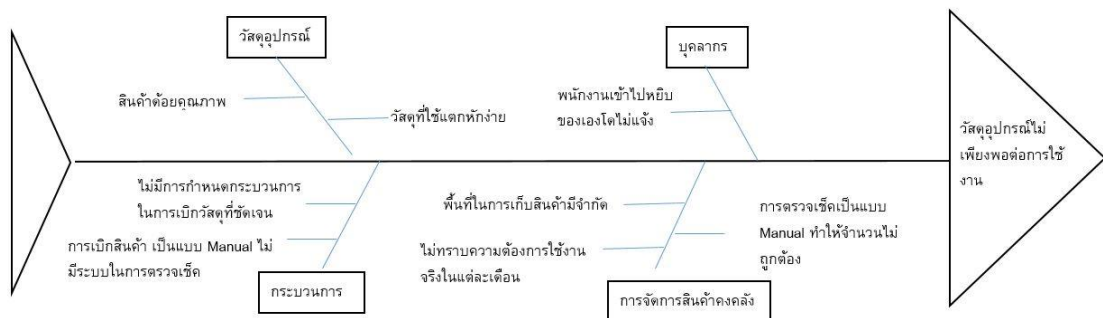 วัสดุอุปกรณ์
บุคลากร
สินค้าด้อยคุณภาพ
วัสดุที่ใช้แตกหักง่าย
พนักงานเข้าไปหยิบ
ของเองโดไม่แจ้ง
วัสดุอุปกรณ์ไม่
เพียงพอต่อการใช้
งาน
ไม่มีการกำหนดกระบวนการ
ในการเบิกวัสดุที่ชัดเจน
การเบิกสินค้า เป็นแบบ Manual ไม่
มีระบบในการตรวจเช็ค
กระบวนการ
พื้นที่ในการเก็บสินค้ามีจำกัด
ไม่ทราบความต้องการใช้งาน
จริงในแต่ละเดือน
การตรวจเช็คเป็นแบบ
Manual ทำให้จำนวนไม่
ถูกต้อง
การจัดการสินค้าคงคลัง